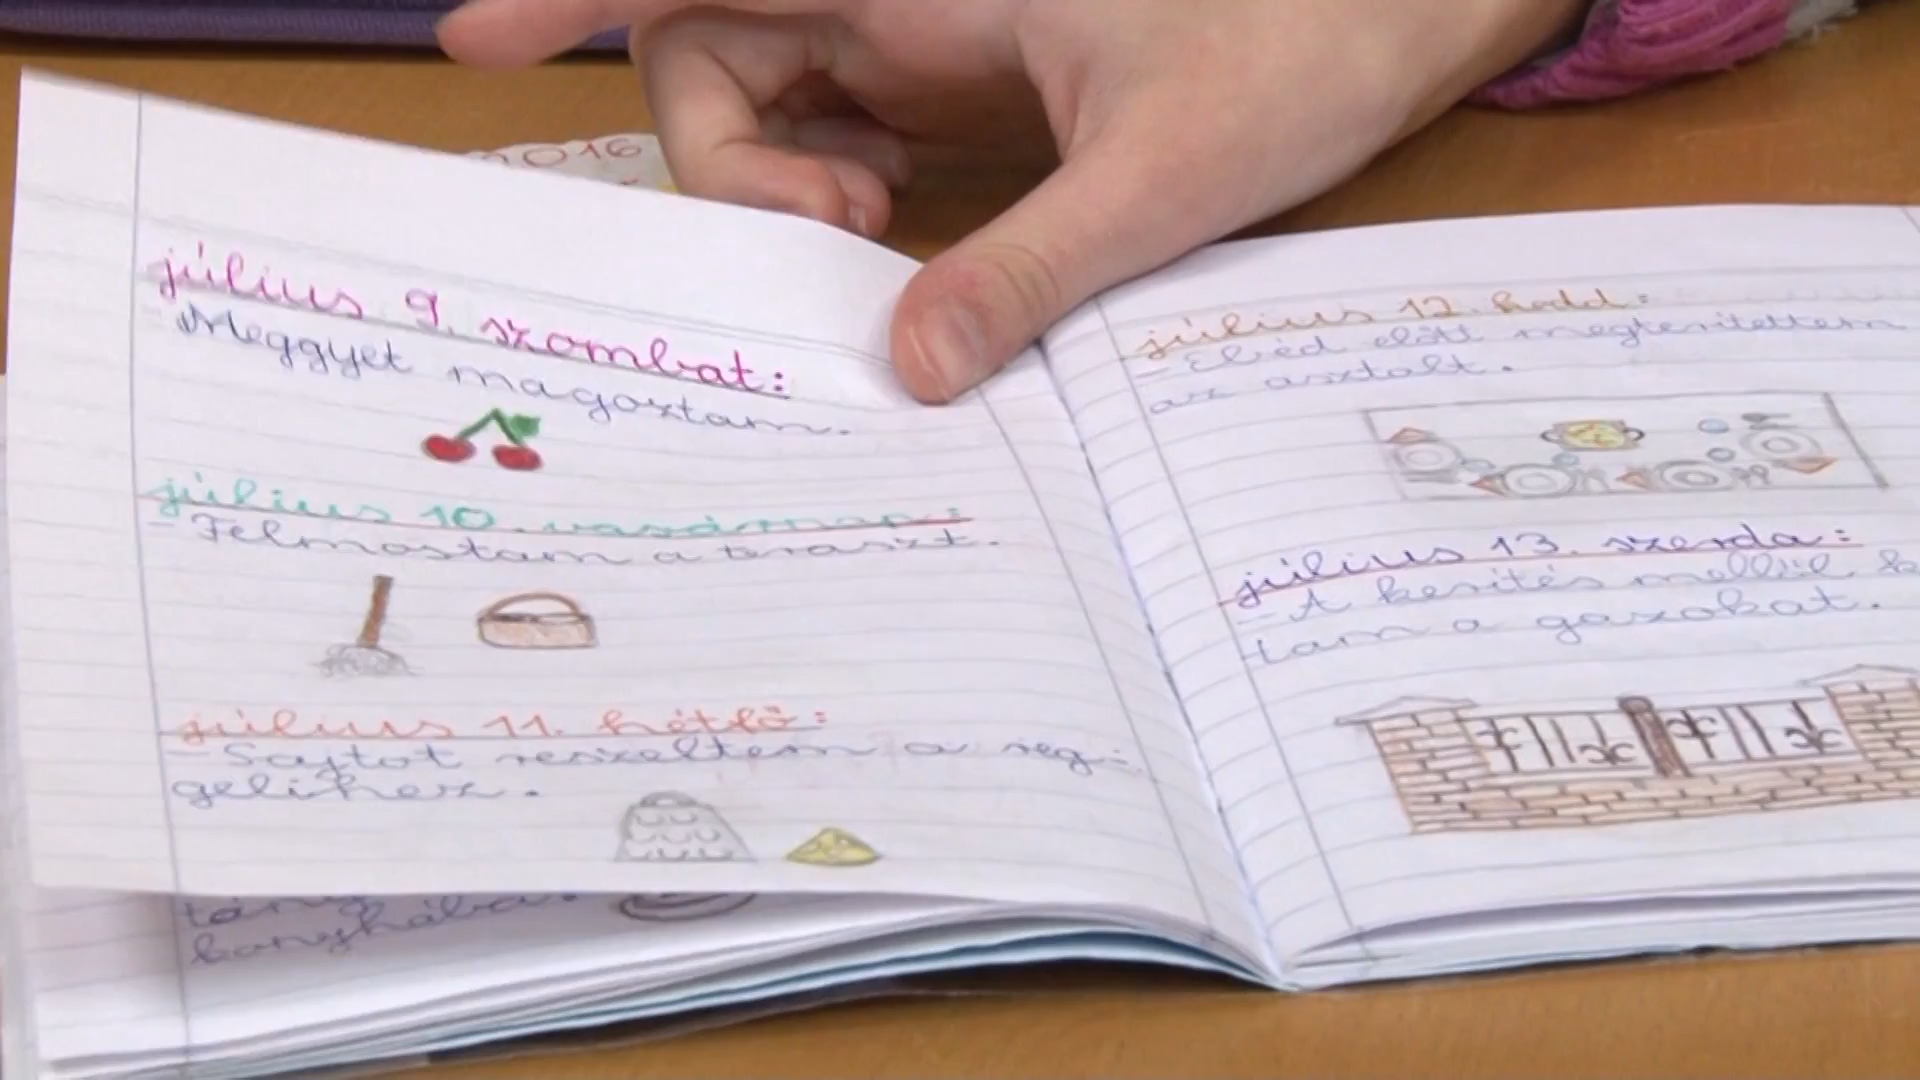 2016
július 9. szombat:
- Meggyet magoztam.
július 10. vasárnap:
- Felmostam a teraszt.
július 11. hétfő:
- Sajtot reszeltem a reg-
gelihez.
konyhába.
július 12. kedd:
- Ebéd előtt megterítettem
az asztalt.
július 13. szerda:
- A kerítés mellől
tam a gazokat.